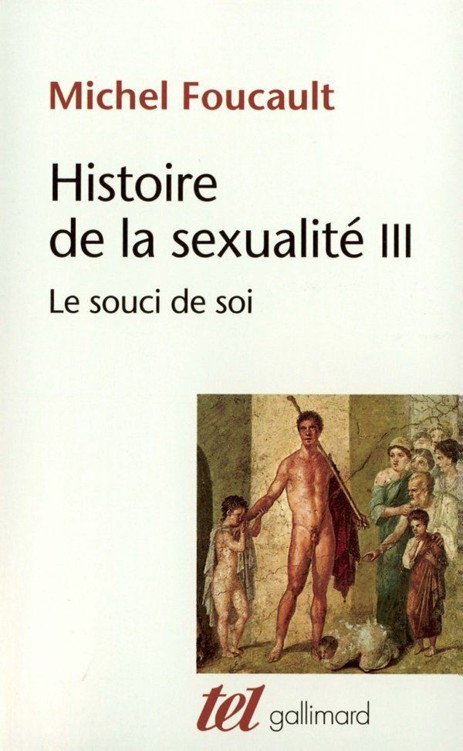 Michel Foucault
Histoire
de la sexualité III
Le souci de soi
tel gallimard